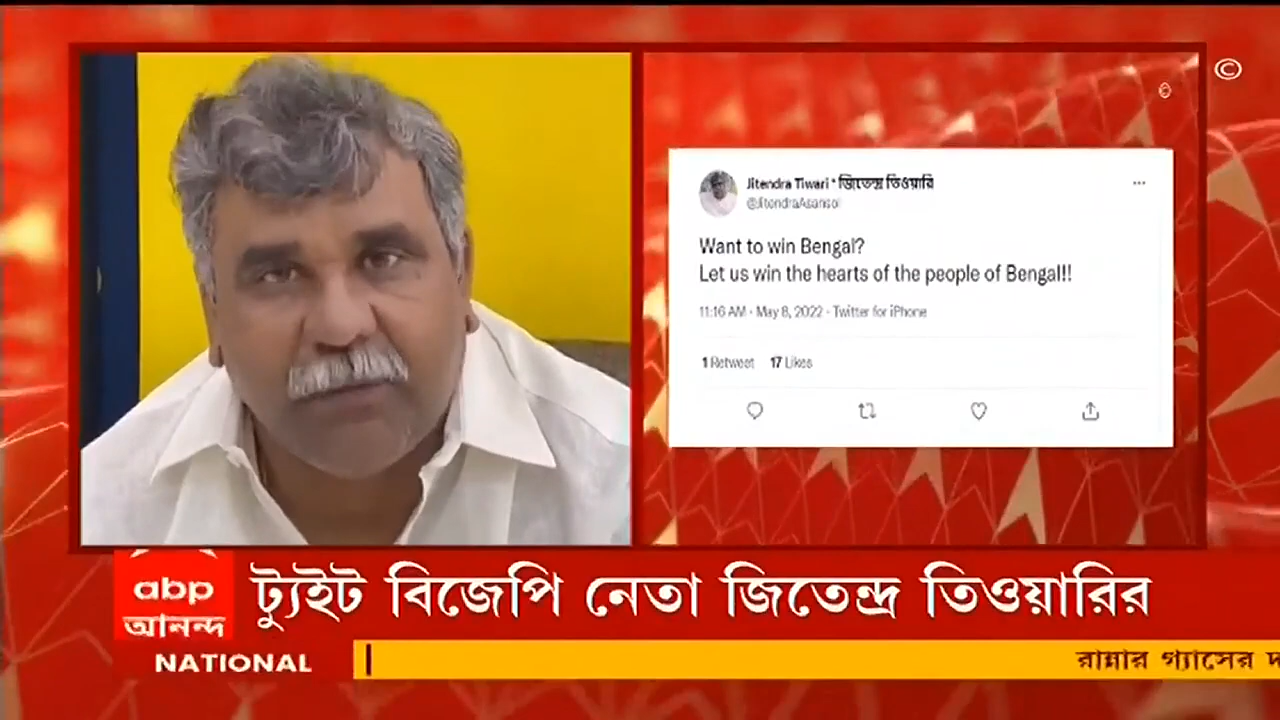 ©
Jitendra Tiwari * জিতেন্দ্র তিওয়ারি
@JitendraAsansol
...
Want to win Bengal?
Let us win the hearts of the people of Bengal!!
11:16 AM · May 8, 2022 · Twitter for iPhone
1 Retweet 17 Likes
abp
আনন্দ
ট্যুইট বিজেপি নেতা জিতেন্দ্র তিওয়ারির
NATIONAL
রান্নার গ্যাসের